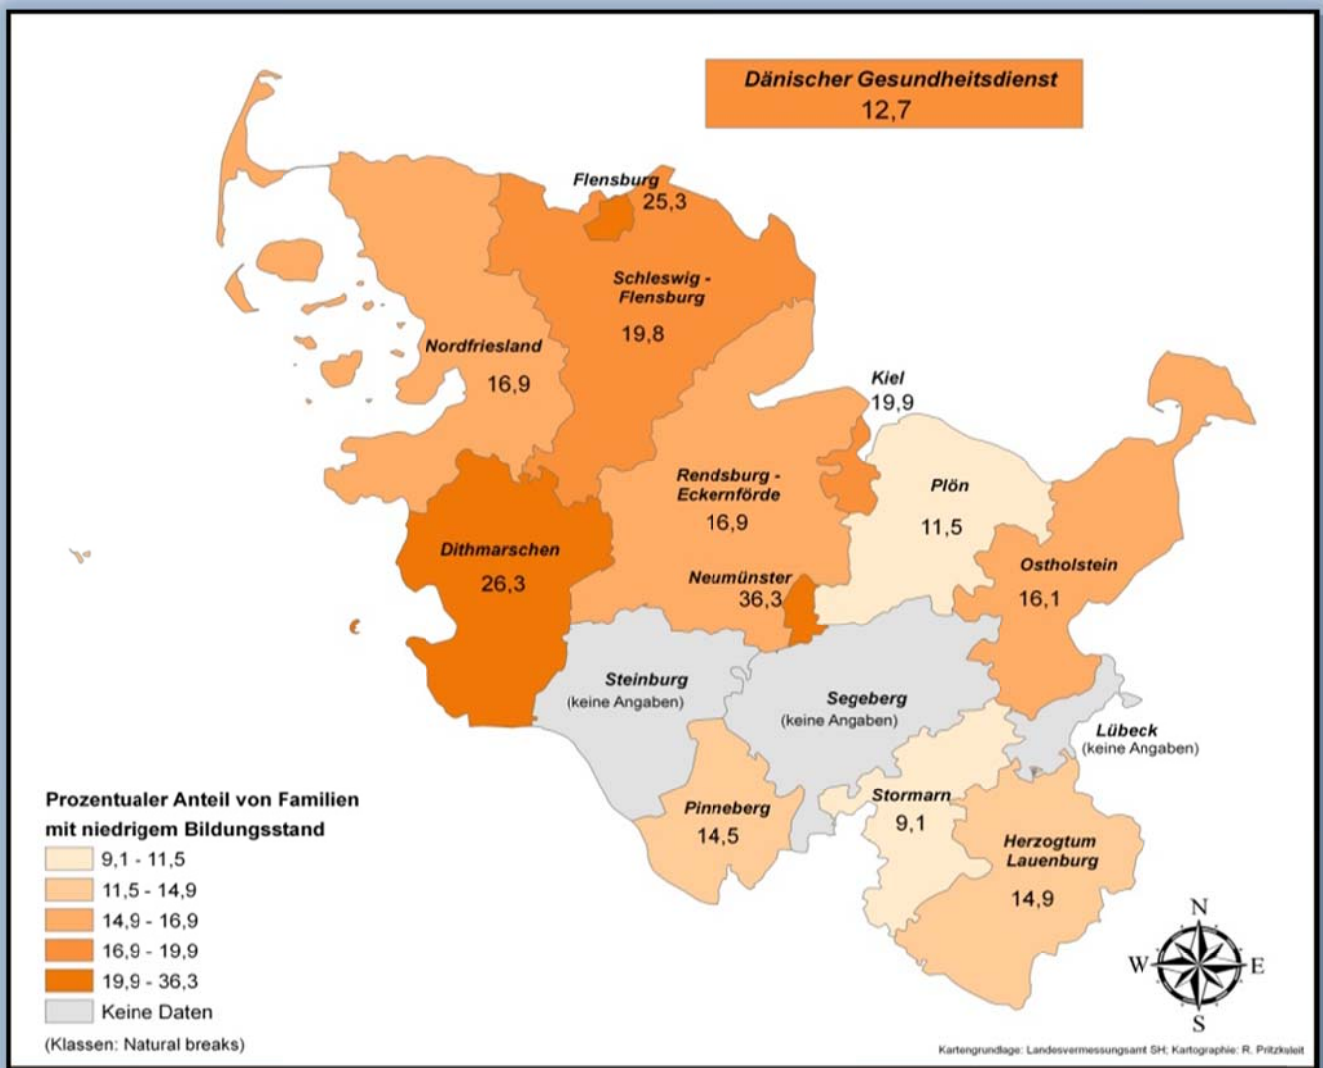 Dänischer Gesundheitsdienst
12,7
Flensburg
25,3
Schleswig -
Flensburg
19,8
Nordfriesland
16,9
Kiel
19,9
Rendsburg -
Eckernförde
16,9
Plön
11,5
Dithmarschen
26,3
Neumünster
36,3
Ostholstein
16,1
Steinburg
(keine Angaben)
Segeberg
(keine Angaben)
Lübeck
(keine Angaben)
Pinneberg
14,5
Stormarn
9,1
Herzogtum
Lauenburg
14,9
Prozentualer Anteil von Familien
mit niedrigem Bildungsstand
9,1 - 11,5
11,5 - 14,9
14,9 - 16,9
16,9 - 19,9
19,9 - 36,3
Keine Daten
(Klassen: Natural breaks)
N
W E
S
Kartengrundlage: Landesvermessungsamt SH; Kartographie: R. Pritzkuleit